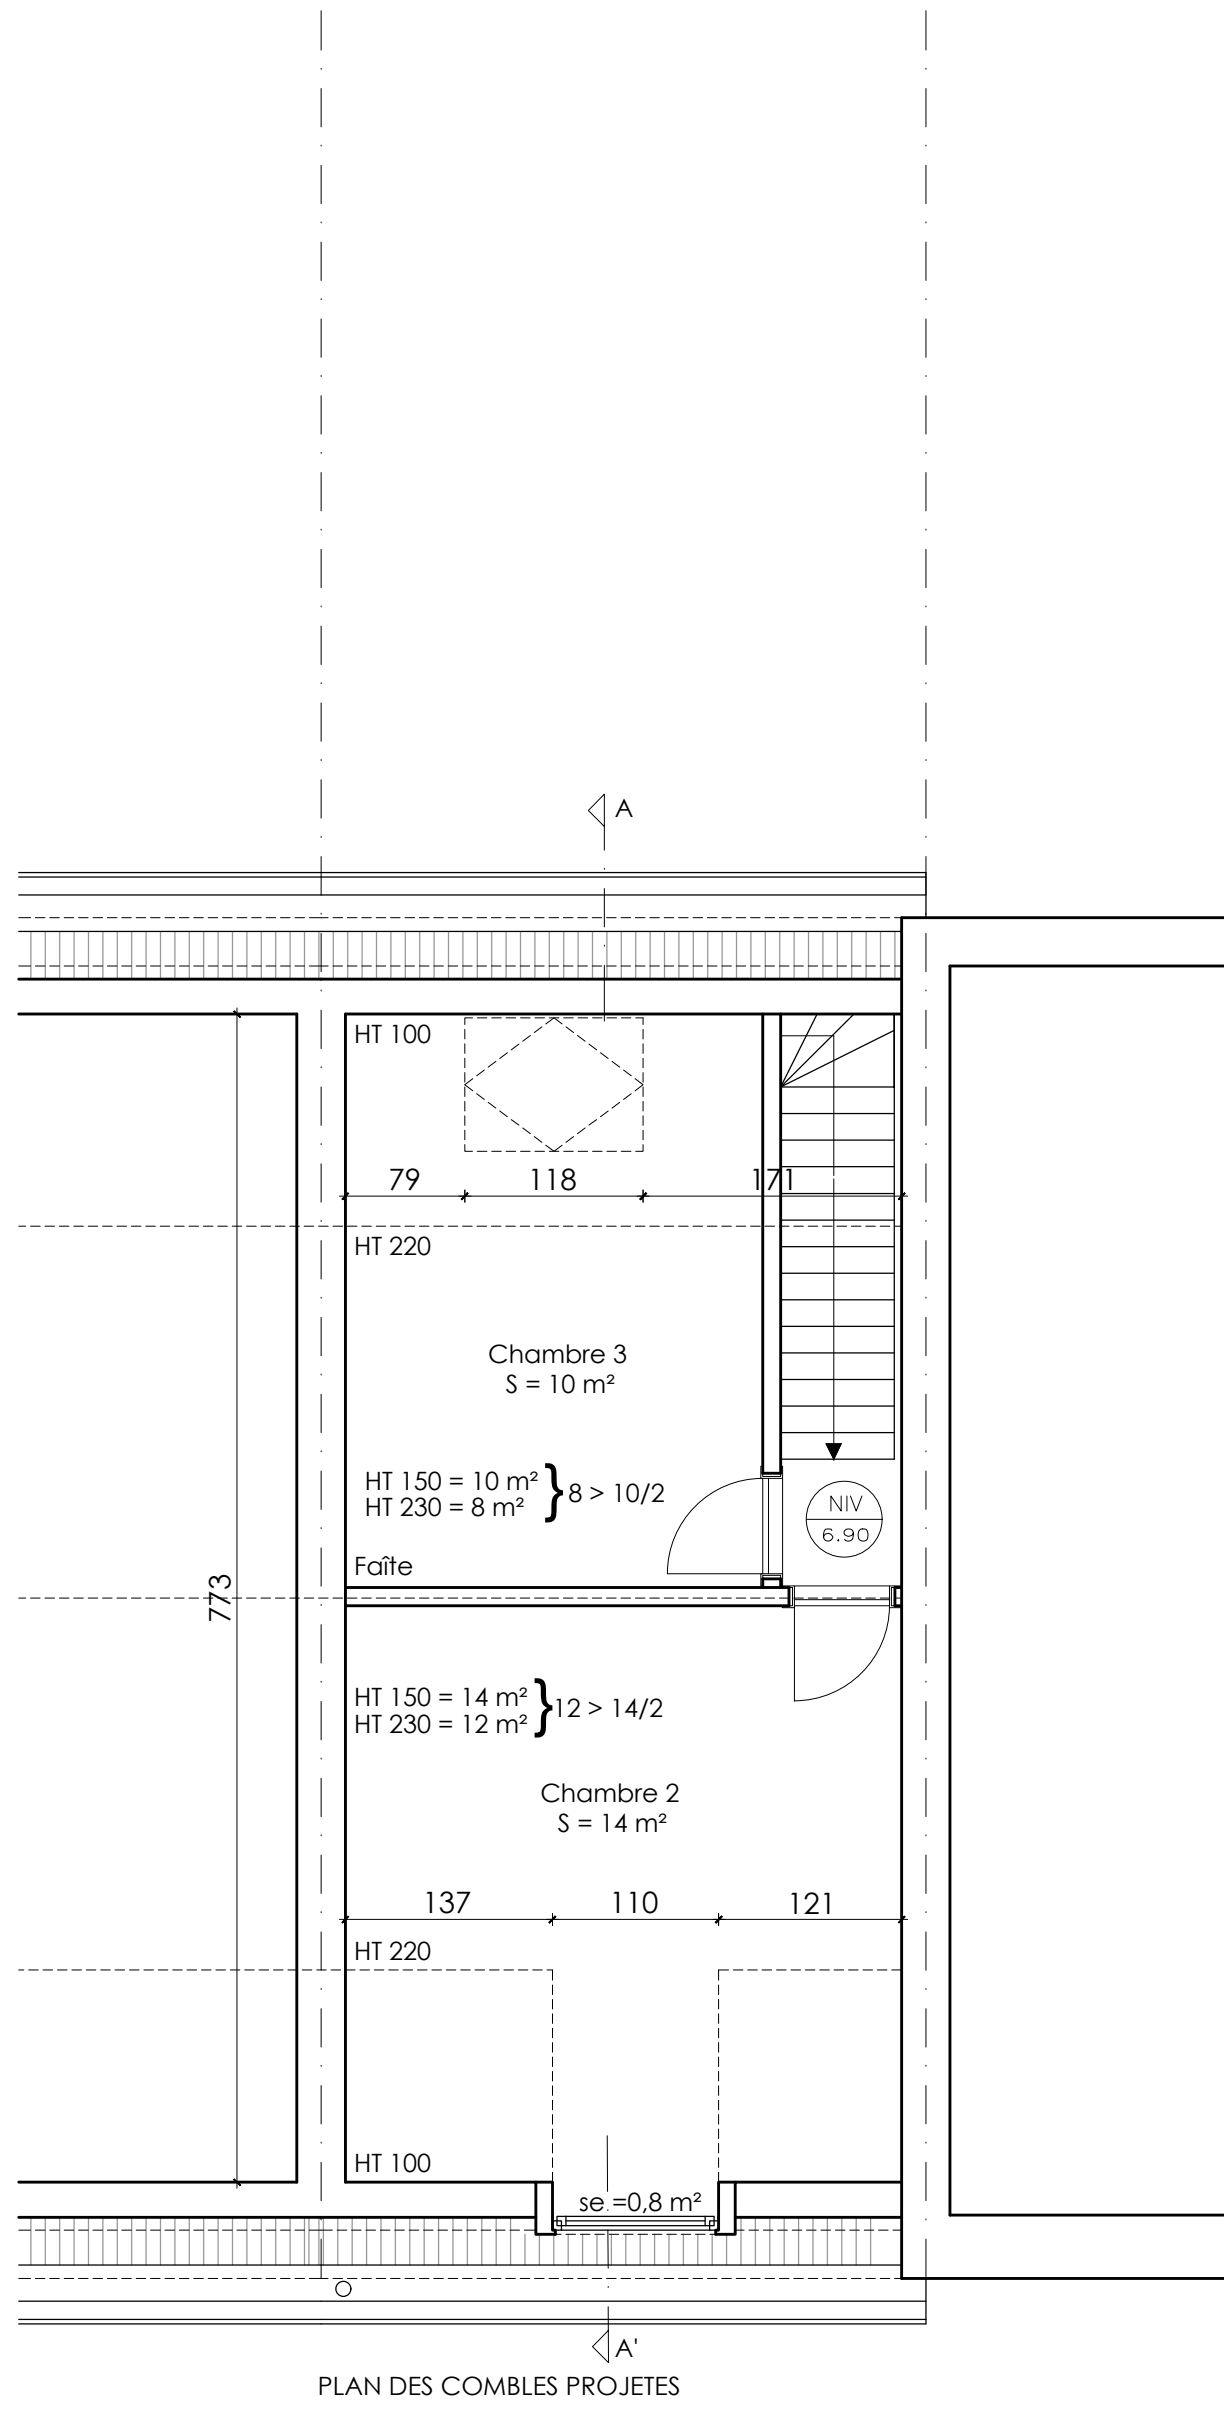 A
HT 100
79
118
171
HT 220
Chambre 3
S = 10 m²
HT 150 = 10 m²
HT 230 = 8 m²
} 8 > 10/2
NIV
6.90
Faîte
773
HT 150 = 14 m²
HT 230 = 12 m²
} 12 > 14/2
Chambre 2
S = 14 m²
137
110
121
HT 220
HT 100
se.=0,8 m²
A'
PLAN DES COMBLES PROJETES